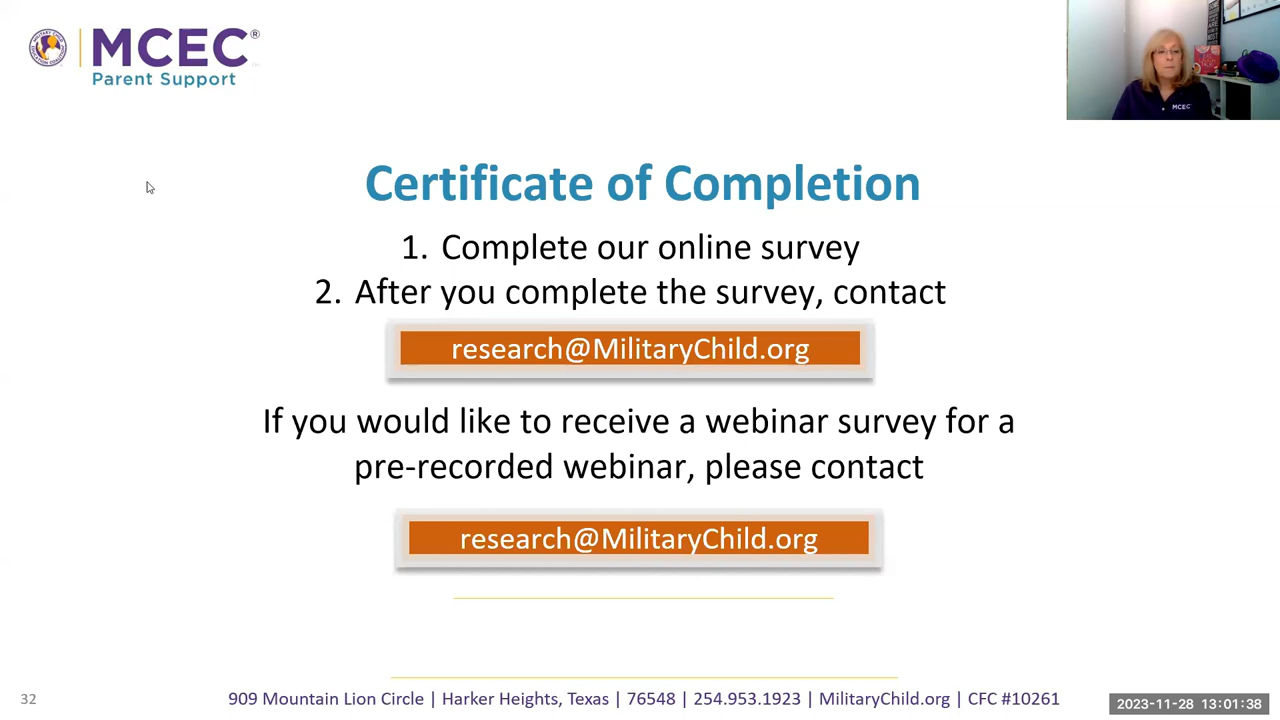 MCEC®
Parent Support
MCEC
Certificate of Completion
1. Complete our online survey
2. After you complete the survey, contact
research@MilitaryChild.org
If you would like to receive a webinar survey for a
pre-recorded webinar, please contact
research@MilitaryChild.org
32
909 Mountain Lion Circle | Harker Heights, Texas | 76548 | 254.953.1923 | MilitaryChild.org | CFC #10261
2023-11-28 13:01:38